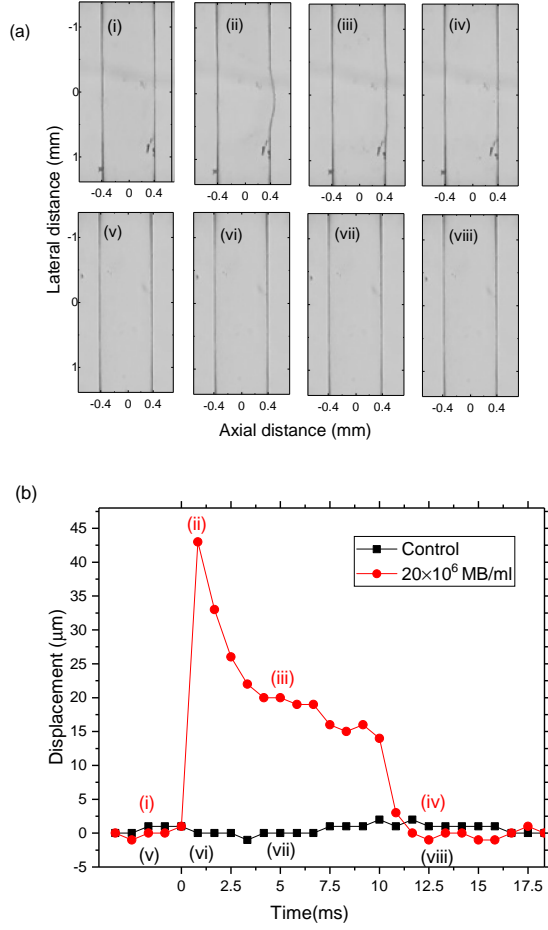 (a)
(i) (ii) (iii) (iv)
-1
0
1
Lateral distance (mm)
-0.4 0 0.4 -0.4 0 0.4 -0.4 0 0.4 -0.4 0 0.4
(v) (vi) (vii) (viii)
-1
0
1
-0.4 0 0.4 -0.4 0 0.4 -0.4 0 0.4 -0.4 0 0.4
Axial distance (mm)
(b)
45
40
35
30
25
20
15
10
5
0
-5
Displacement (μm)
(ii)
Control
20×10⁶ MB/ml
(iii)
(i)
(iv)
(v) (vi) (vii) (viii)
0 2.5 5 7.5 10 12.5 15 17.5
Time(ms)